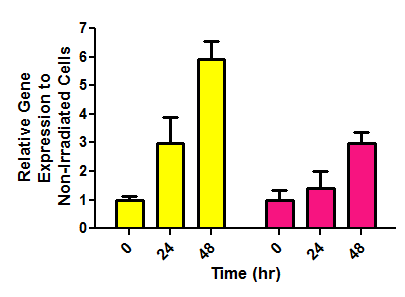 Relative Gene
Expression to
Non-Irradiated Cells
7
6
5
4
3
2
1
0
0 24 48 0 24 48
Time (hr)